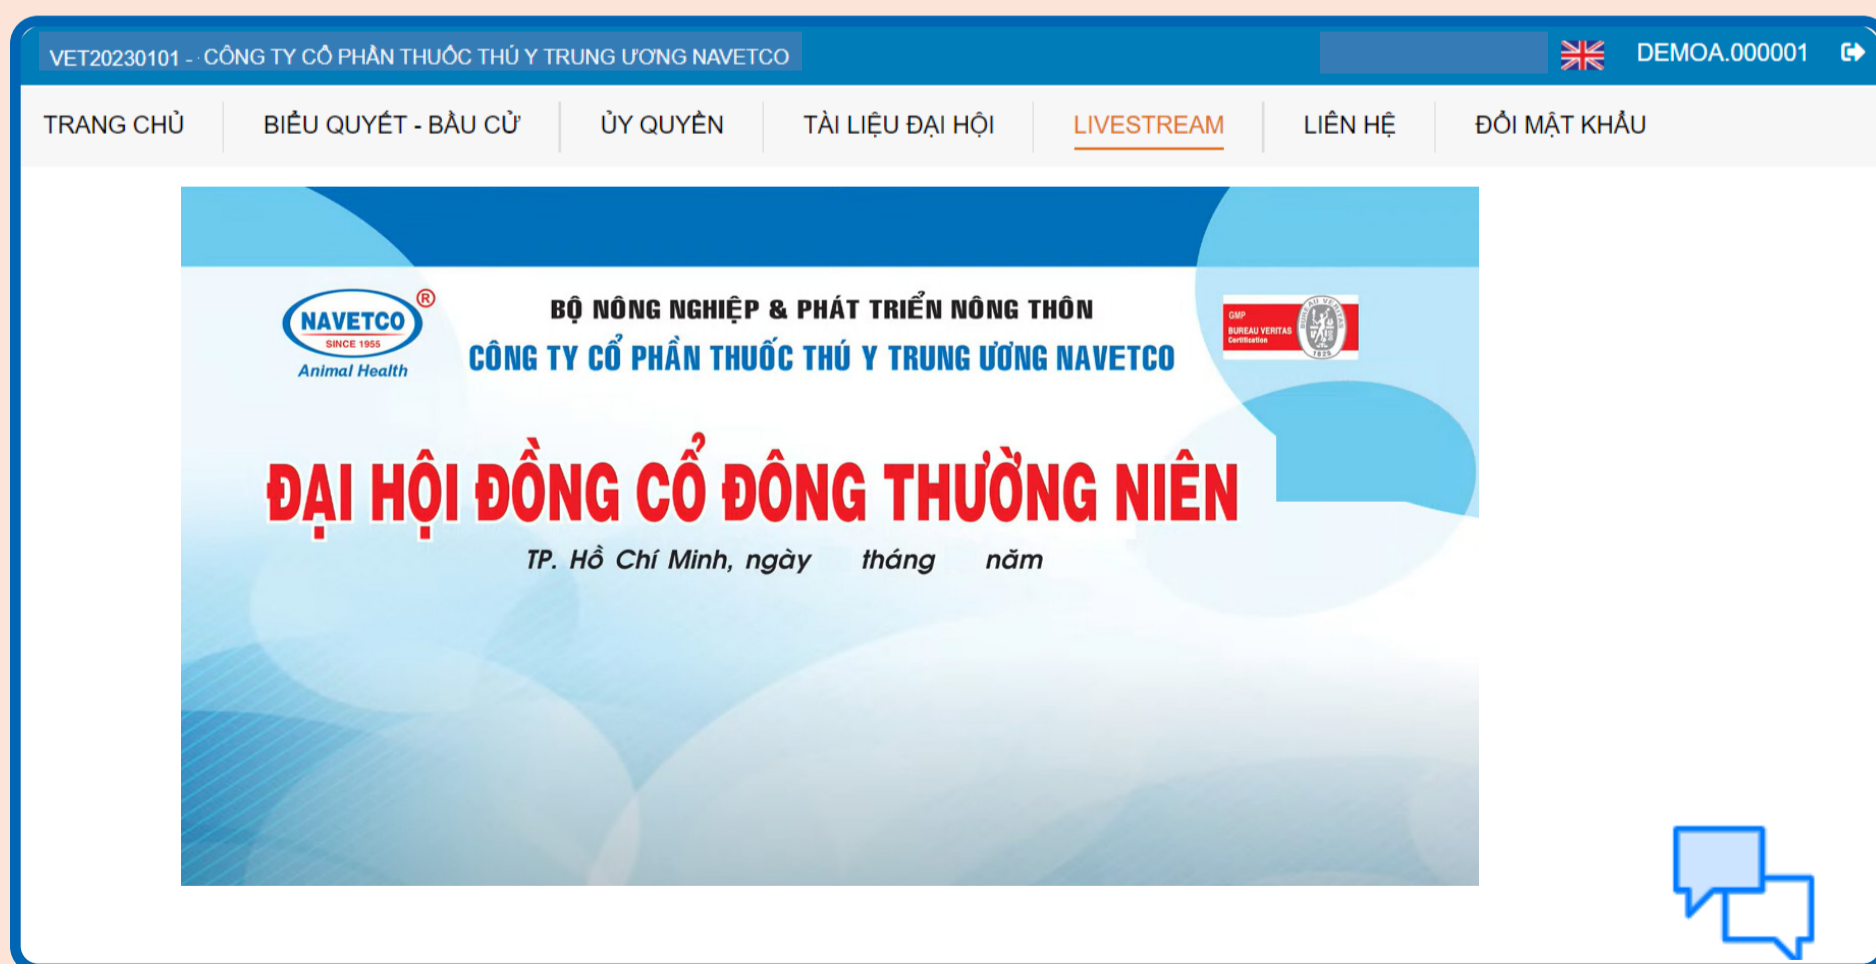 VET20230101 - CÔNG TY CỔ PHẦN THUỐC THÚ Y TRUNG ƯƠNG NAVETCO
DEMOA.000001
TRANG CHỦ
BIỂU QUYẾT - BẦU CỬ
ỦY QUYỀN
TÀI LIỆU ĐẠI HỘI
LIVESTREAM
LIÊN HỆ
ĐỔI MẬT KHẨU
NAVETCO ®
SINCE 1955
Animal Health
BỘ NÔNG NGHIỆP & PHÁT TRIỂN NÔNG THÔN
CÔNG TY CỔ PHẦN THUỐC THÚ Y TRUNG ƯƠNG NAVETCO
GMP
BUREAU VERITAS
Certification
BUREAU VERITAS
1828
ĐẠI HỘI ĐỒNG CỔ ĐÔNG THƯỜNG NIÊN
TP. Hồ Chí Minh, ngày tháng năm